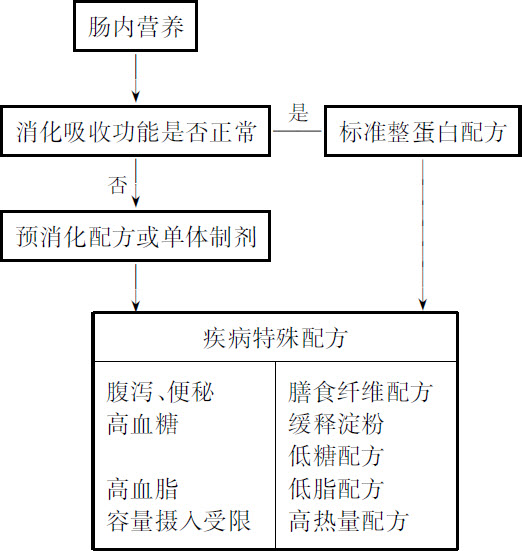 肠内营养
消化吸收功能是否正常
是
标准整蛋白配方
否
预消化配方或单体制剂
疾病特殊配方
腹泻、便秘 膳食纤维配方
高血糖 缓释淀粉
低糖配方
高血脂 低脂配方
容量摄入受限 高热量配方